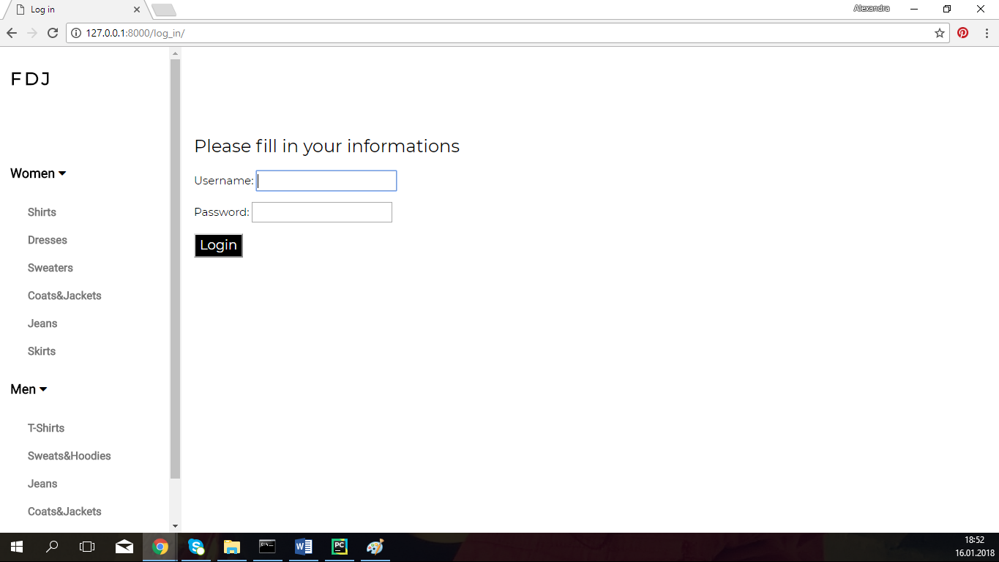 Log in
Alexandra
127.0.0.1:8000/log_in/
FDJ
Women
Shirts
Dresses
Sweaters
Coats&Jackets
Jeans
Skirts
Men
T-Shirts
Sweats&Hoodies
Jeans
Coats&Jackets
Please fill in your informations
Username:
Password:
Login
18:52
16.01.2018